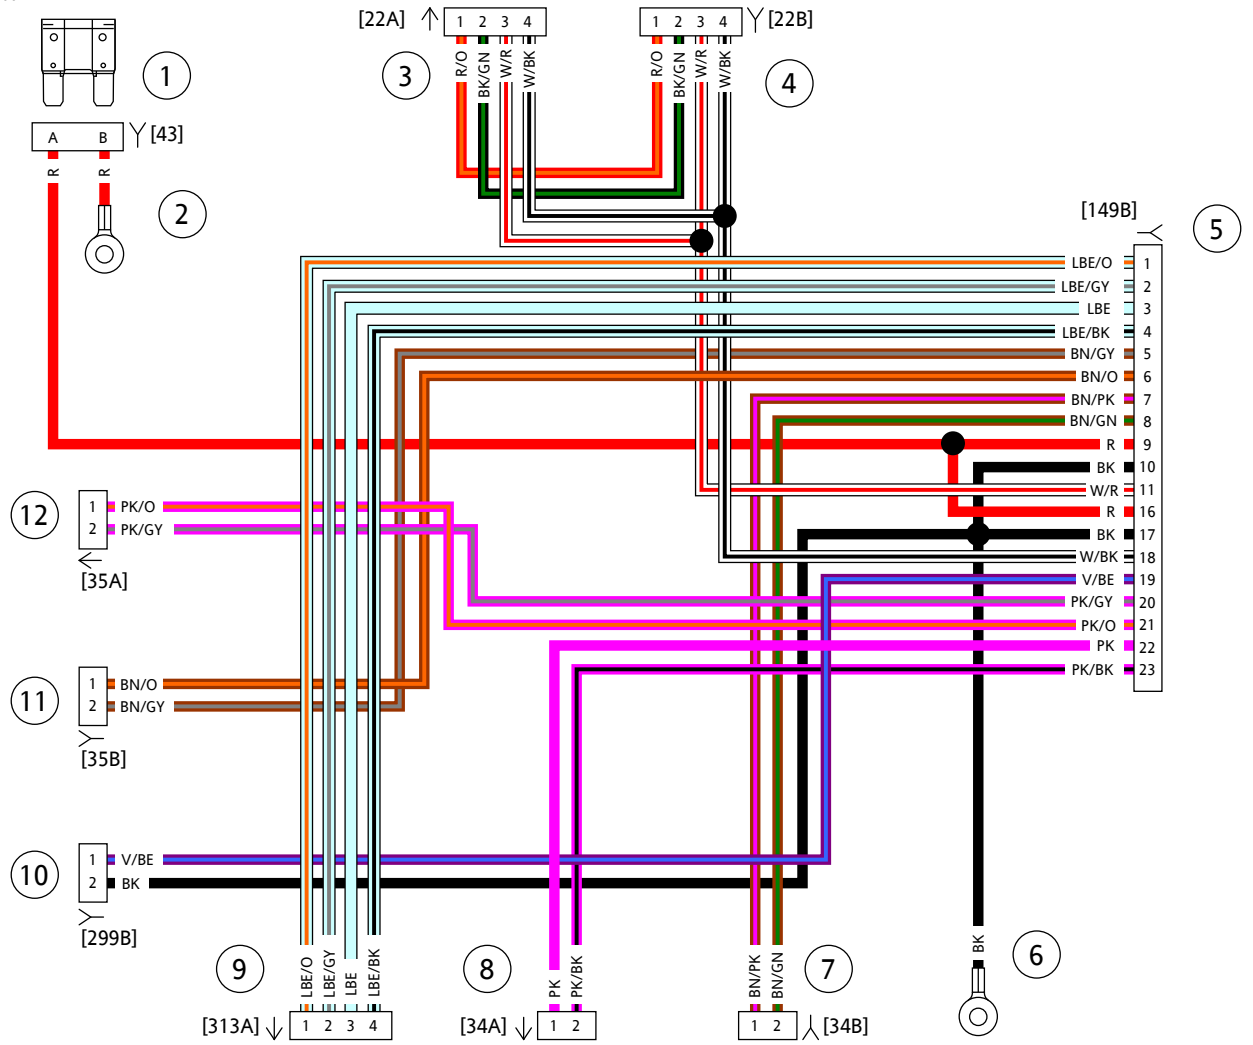 [22A] 1 2 3 4
1 2 3 4 [22B]
R/O BK/GN W/R W/BK
R/O BK/GN W/R W/BK
1
3
4
A B [43]
R R
2
[149B]
5
LBE/O 1
LBE/GY 2
LBE 3
LBE/BK 4
BN/GY 5
BN/O 6
BN/PK 7
BN/GN 8
R 9
BK 10
W/R 11
R 16
BK 17
W/BK 18
V/BE 19
PK/GY 20
PK/O 21
PK 22
PK/BK 23
12
1 PK/O
2 PK/GY
[35A]
11
1 BN/O
2 BN/GY
[35B]
10
1 V/BE
2 BK
[299B]
9
LBE/O LBE/GY LBE LBE/BK
[313A] 1 2 3 4
8
PK PK/BK
[34A] 1 2
7
BN/PK BN/GN
1 2 [34B]
BK
6